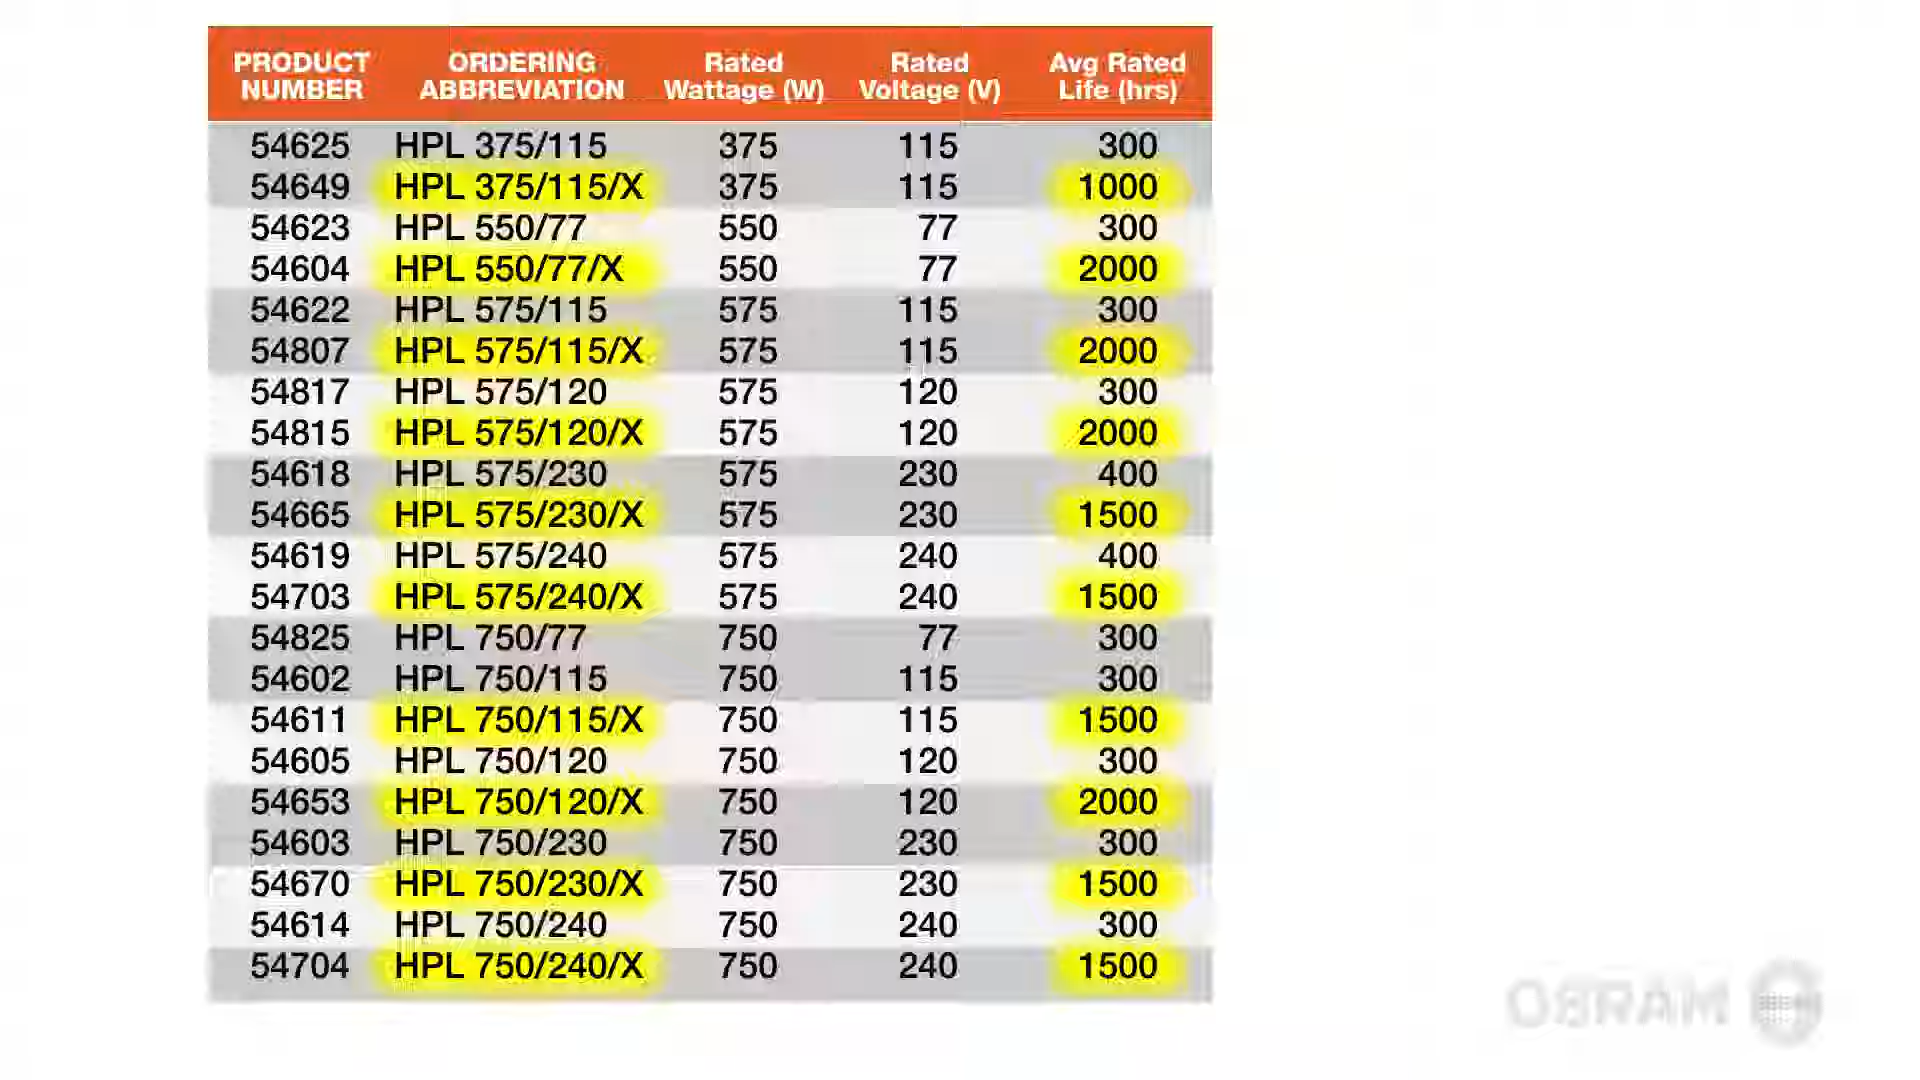 PRODUCT NUMBER ORDERING ABBREVIATION Rated Wattage (W) Rated Voltage (V) Avg Rated Life (hrs)
54625 HPL 375/115 375 115 300
54649 HPL 375/115/X 375 115 1000
54623 HPL 550/77 550 77 300
54604 HPL 550/77/X 550 77 2000
54622 HPL 575/115 575 115 300
54807 HPL 575/115/X 575 115 2000
54817 HPL 575/120 575 120 300
54815 HPL 575/120/X 575 120 2000
54618 HPL 575/230 575 230 400
54665 HPL 575/230/X 575 230 1500
54619 HPL 575/240 575 240 400
54703 HPL 575/240/X 575 240 1500
54825 HPL 750/77 750 77 300
54602 HPL 750/115 750 115 300
54611 HPL 750/115/X 750 115 1500
54605 HPL 750/120 750 120 300
54653 HPL 750/120/X 750 120 2000
54603 HPL 750/230 750 230 300
54670 HPL 750/230/X 750 230 1500
54614 HPL 750/240 750 240 300
54704 HPL 750/240/X 750 240 1500
OSRAM